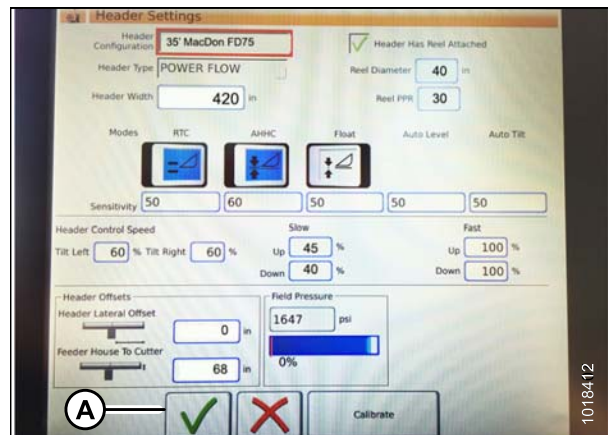 Header Settings
Header Configuration 35' MacDon FD75
Header Has Reel Attached
Header Type POWER FLOW
Reel Diameter 40 in
Header Width 420 in
Reel PPR 30
Modes RTC AHHC Float Auto Level Auto Tilt
Sensitivity 50 60 50 50 50
Header Control Speed
Slow Fast
Tilt Left 60 % Tilt Right 60 % Up 45 % Up 100 %
Down 40 % Down 100 %
Header Offsets
Field Pressure
Header Lateral Offset
0 in
1647 psi
Feeder House To Cutter
68 in
0%
A
Calibrate
1018412